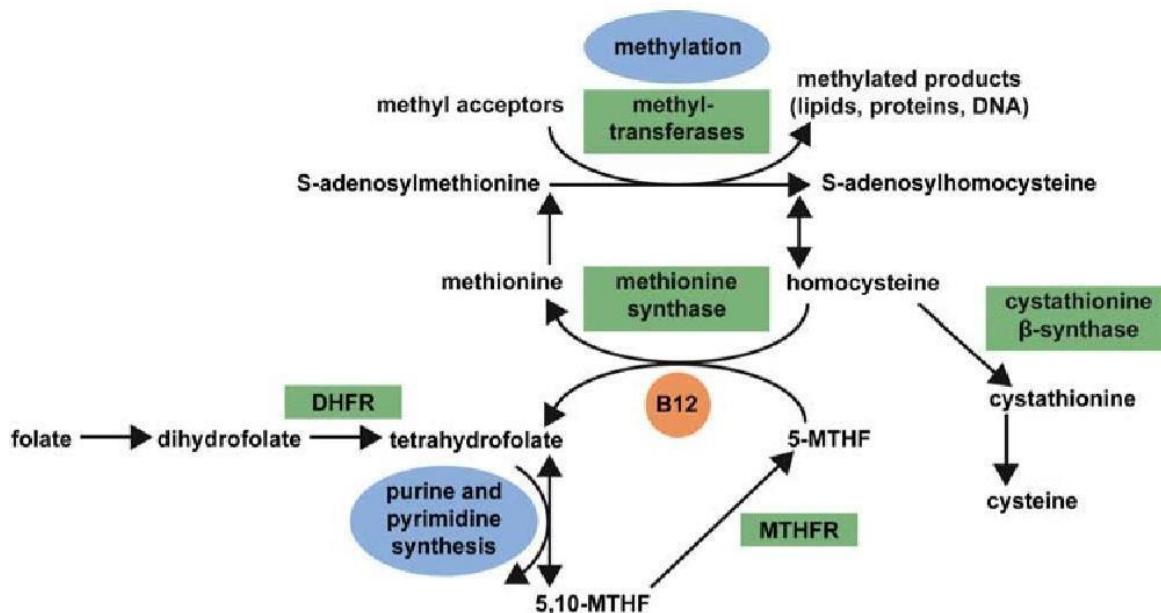 methylation
methyl acceptors
methyl-
transferases
methylated products
(lipids, proteins, DNA)
S-adenosylmethionine
S-adenosylhomocysteine
methionine
methionine
synthase
homocysteine
cystathionine
β-synthase
DHFR
B12
cystathionine
folate
dihydrofolate
tetrahydrofolate
5-MTHF
purine and
pyrimidine
synthesis
MTHFR
cysteine
5,10-MTHF